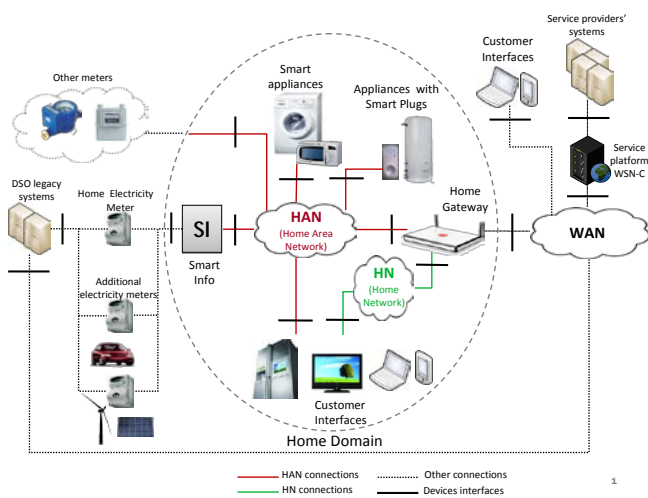 Service providers'
systems
Customer
Interfaces
Smart
appliances
Appliances with
Smart Plugs
Other meters
Service
platform
WSN-C
DSO legacy
systems
Home Electricity
Meter
Home
Gateway
SI
HAN
(Home Area
Network)
WAN
Smart
Info
HN
(Home
Network)
Additional
electricity meters
Customer
Interfaces
Home Domain
HAN connections
Other connections
HN connections
Devices interfaces
1